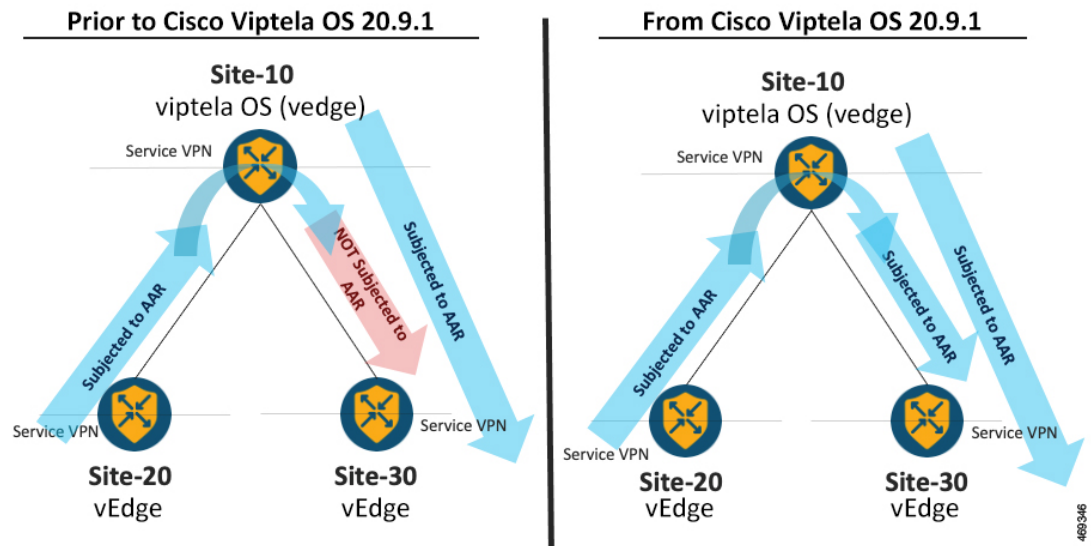 Prior to Cisco Viptela OS 20.9.1
Site-10
viptela OS (vedge)
Service VPN
Subjected to AAR
NOT Subjected to
AAR
Subjected to AAR
Service VPN
Service VPN
Site-20
vEdge
Site-30
vEdge
From Cisco Viptela OS 20.9.1
Site-10
viptela OS (vedge)
Service VPN
Subjected to AAR
Subjected to AAR
Subjected to AAR
Service VPN
Service VPN
Site-20
vEdge
Site-30
vEdge
469346